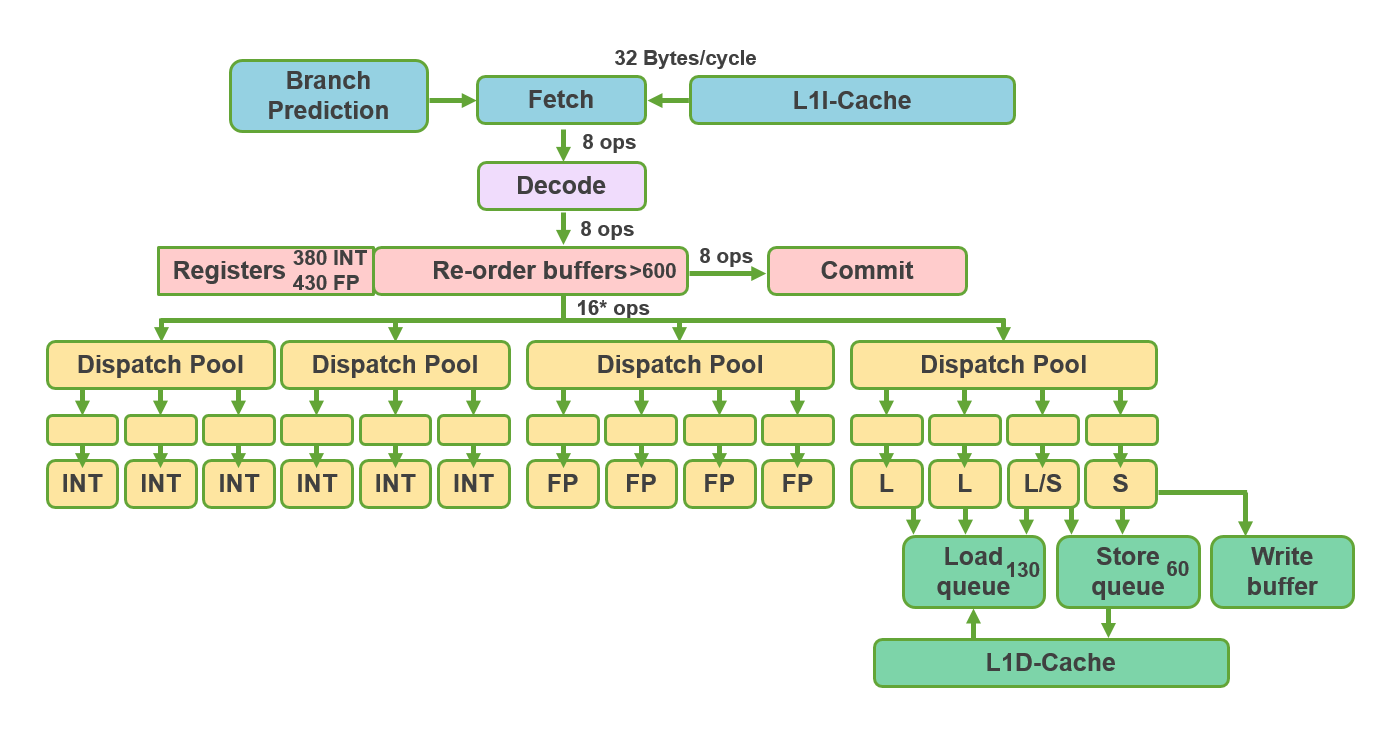 32 Bytes/cycle
Branch
Prediction
Fetch
L1I-Cache
8 ops
Decode
8 ops
Registers
380 INT
430 FP
Re-order buffers >600
8 ops
Commit
16* ops
Dispatch Pool
Dispatch Pool
Dispatch Pool
Dispatch Pool
INT
INT
INT
INT
INT
INT
FP
FP
FP
FP
L
L
L/S
S
Load
queue
130
Store
queue
60
Write
buffer
L1D-Cache